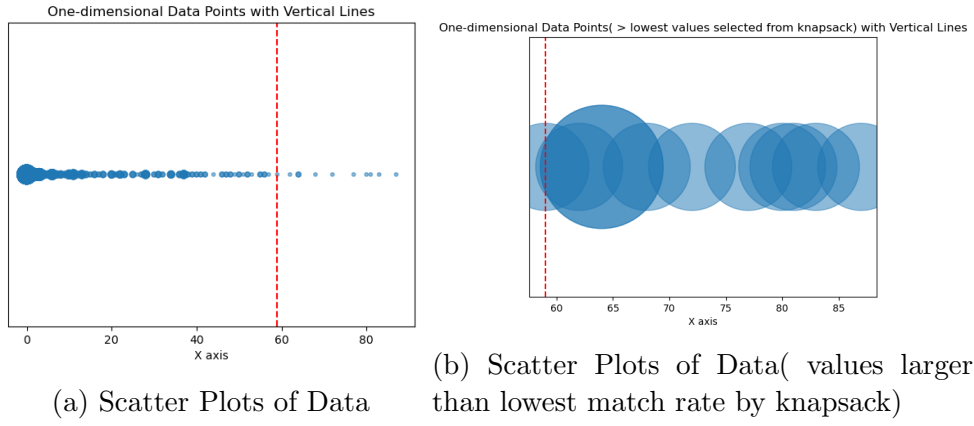 One-dimensional Data Points with Vertical Lines
0 20 40 60 80
X axis
(a) Scatter Plots of Data
One-dimensional Data Points( > lowest values selected from knapsack) with Vertical Lines
60 65 70 75 80 85
X axis
(b) Scatter Plots of Data( values larger
than lowest match rate by knapsack)